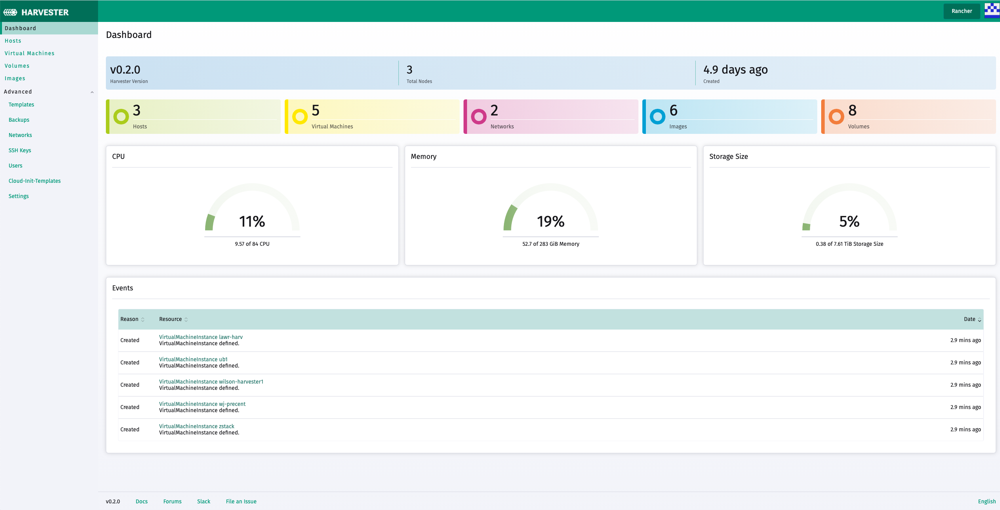 HARVESTER
Rancher
Dashboard
Hosts
Virtual Machines
Volumes
Images
Advanced
Templates
Backups
Networks
SSH Keys
Users
Cloud-Init-Templates
Settings
Dashboard
v0.2.0
Harvester Version
3
Total Nodes
4.9 days ago
Created
3
Hosts
5
Virtual Machines
2
Networks
6
Images
8
Volumes
CPU
11%
9.57 of 84 CPU
Memory
19%
52.7 of 283 GiB Memory
Storage Size
5%
0.38 of 7.61 TiB Storage Size
Events
Reason Resource Date
Created VirtualMachineInstance lawr-harv 2.9 mins ago
VirtualMachineInstance defined.
Created VirtualMachineInstance ub1 2.9 mins ago
VirtualMachineInstance defined.
Created VirtualMachineInstance wilson-harvester1 2.9 mins ago
VirtualMachineInstance defined.
Created VirtualMachineInstance wj-precent 2.9 mins ago
VirtualMachineInstance defined.
Created VirtualMachineInstance zstack 2.9 mins ago
VirtualMachineInstance defined.
v0.2.0 Docs Forums Slack File an Issue English